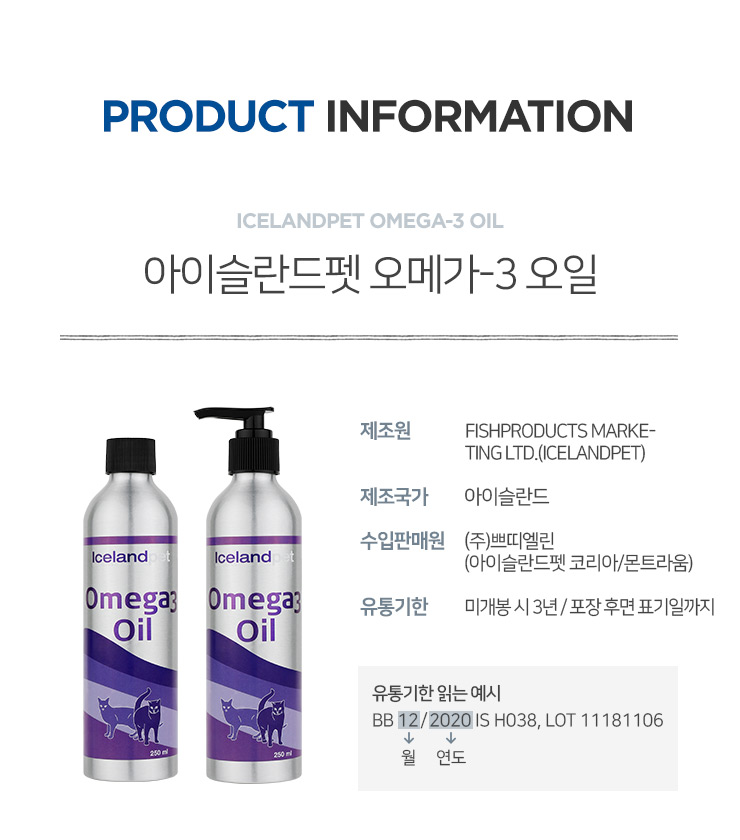 PRODUCT INFORMATION
ICELANDPET OMEGA-3 OIL
아이슬란드펫 오메가-3 오일
제조원 FISHPRODUCTS MARKE-
TING LTD.(ICELANDPET)
제조국가 아이슬란드
수입판매원 (주)쁘띠엘린
(아이슬란드펫 코리아/몬트라움)
유통기한 미개봉 시 3년 / 포장 후면 표기일까지
Icelandpet
Omega3
Oil
250 ml
Icelandpet
Omega3
Oil
250 ml
유통기한 읽는 예시
BB 12/2020 IS H038, LOT 11181106
월 연도